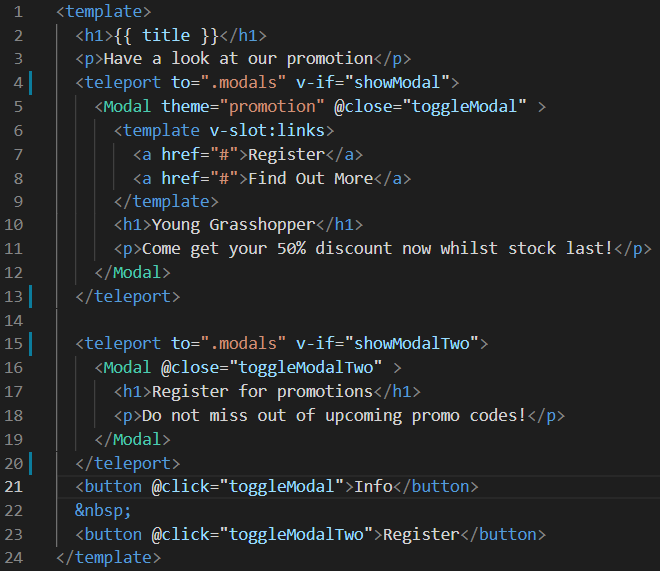 1 <template>
2 <h1>{{ title }}</h1>
3 <p>Have a look at our promotion</p>
4 <teleport to=".modals" v-if="showModal">
5 <Modal theme="promotion" @close="toggleModal" >
6 <template v-slot:links>
7 <a href="#">Register</a>
8 <a href="#">Find Out More</a>
9 </template>
10 <h1>Young Grasshopper</h1>
11 <p>Come get your 50% discount now whilst stock last!</p>
12 </Modal>
13 </teleport>
14
15 <teleport to=".modals" v-if="showModalTwo">
16 <Modal @close="toggleModalTwo" >
17 <h1>Register for promotions</h1>
18 <p>Do not miss out of upcoming promo codes!</p>
19 </Modal>
20 </teleport>
21 <button @click="toggleModal">Info</button>
22 &nbsp;
23 <button @click="toggleModalTwo">Register</button>
24 </template>